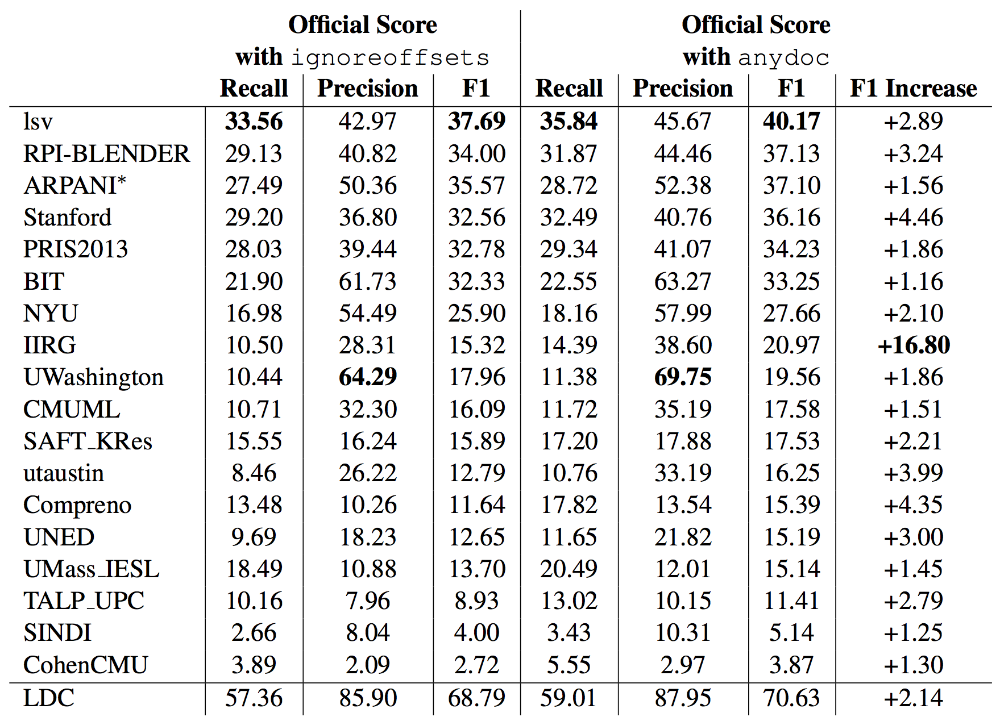 Official Score Official Score
with ignoreoffsets with anydoc
Recall Precision F1 Recall Precision F1 F1 Increase
lsv 33.56 42.97 37.69 35.84 45.67 40.17 +2.89
RPI-BLENDER 29.13 40.82 34.00 31.87 44.46 37.13 +3.24
ARPANI* 27.49 50.36 35.57 28.72 52.38 37.10 +1.56
Stanford 29.20 36.80 32.56 32.49 40.76 36.16 +4.46
PRIS2013 28.03 39.44 32.78 29.34 41.07 34.23 +1.86
BIT 21.90 61.73 32.33 22.55 63.27 33.25 +1.16
NYU 16.98 54.49 25.90 18.16 57.99 27.66 +2.10
IIRG 10.50 28.31 15.32 14.39 38.60 20.97 +16.80
UWashington 10.44 64.29 17.96 11.38 69.75 19.56 +1.86
CMUML 10.71 32.30 16.09 11.72 35.19 17.58 +1.51
SAFT_KRes 15.55 16.24 15.89 17.20 17.88 17.53 +2.21
utaustin 8.46 26.22 12.79 10.76 33.19 16.25 +3.99
Compreno 13.48 10.26 11.64 17.82 13.54 15.39 +4.35
UNED 9.69 18.23 12.65 11.65 21.82 15.19 +3.00
UMass_IESL 18.49 10.88 13.70 20.49 12.01 15.14 +1.45
TALP_UPC 10.16 7.96 8.93 13.02 10.15 11.41 +2.79
SINDI 2.66 8.04 4.00 3.43 10.31 5.14 +1.25
CohenCMU 3.89 2.09 2.72 5.55 2.97 3.87 +1.30
LDC 57.36 85.90 68.79 59.01 87.95 70.63 +2.14